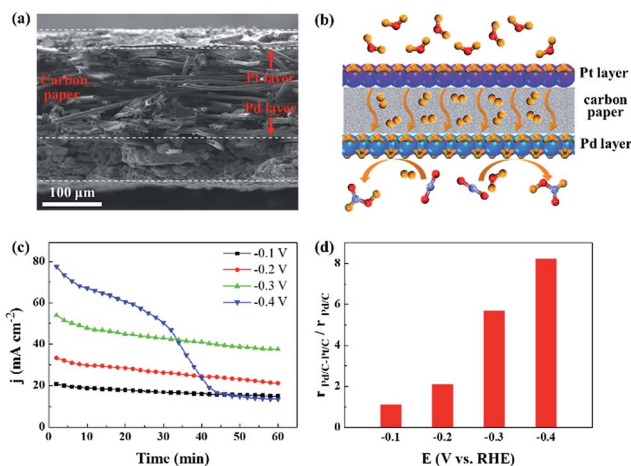 (a)
Carbon paper
Pt layer
Pd layer
100 μm
(b)
Pt layer
carbon
paper
Pd layer
(c)
-0.1 V
-0.2 V
-0.3 V
-0.4 V
80
60
40
20
0
j (mA cm⁻²)
0 10 20 30 40 50 60
Time (min)
(d)
8
6
4
2
0
r Pd/C-Pt/C / r Pd/C
-0.1 -0.2 -0.3 -0.4
E (V vs. RHE)